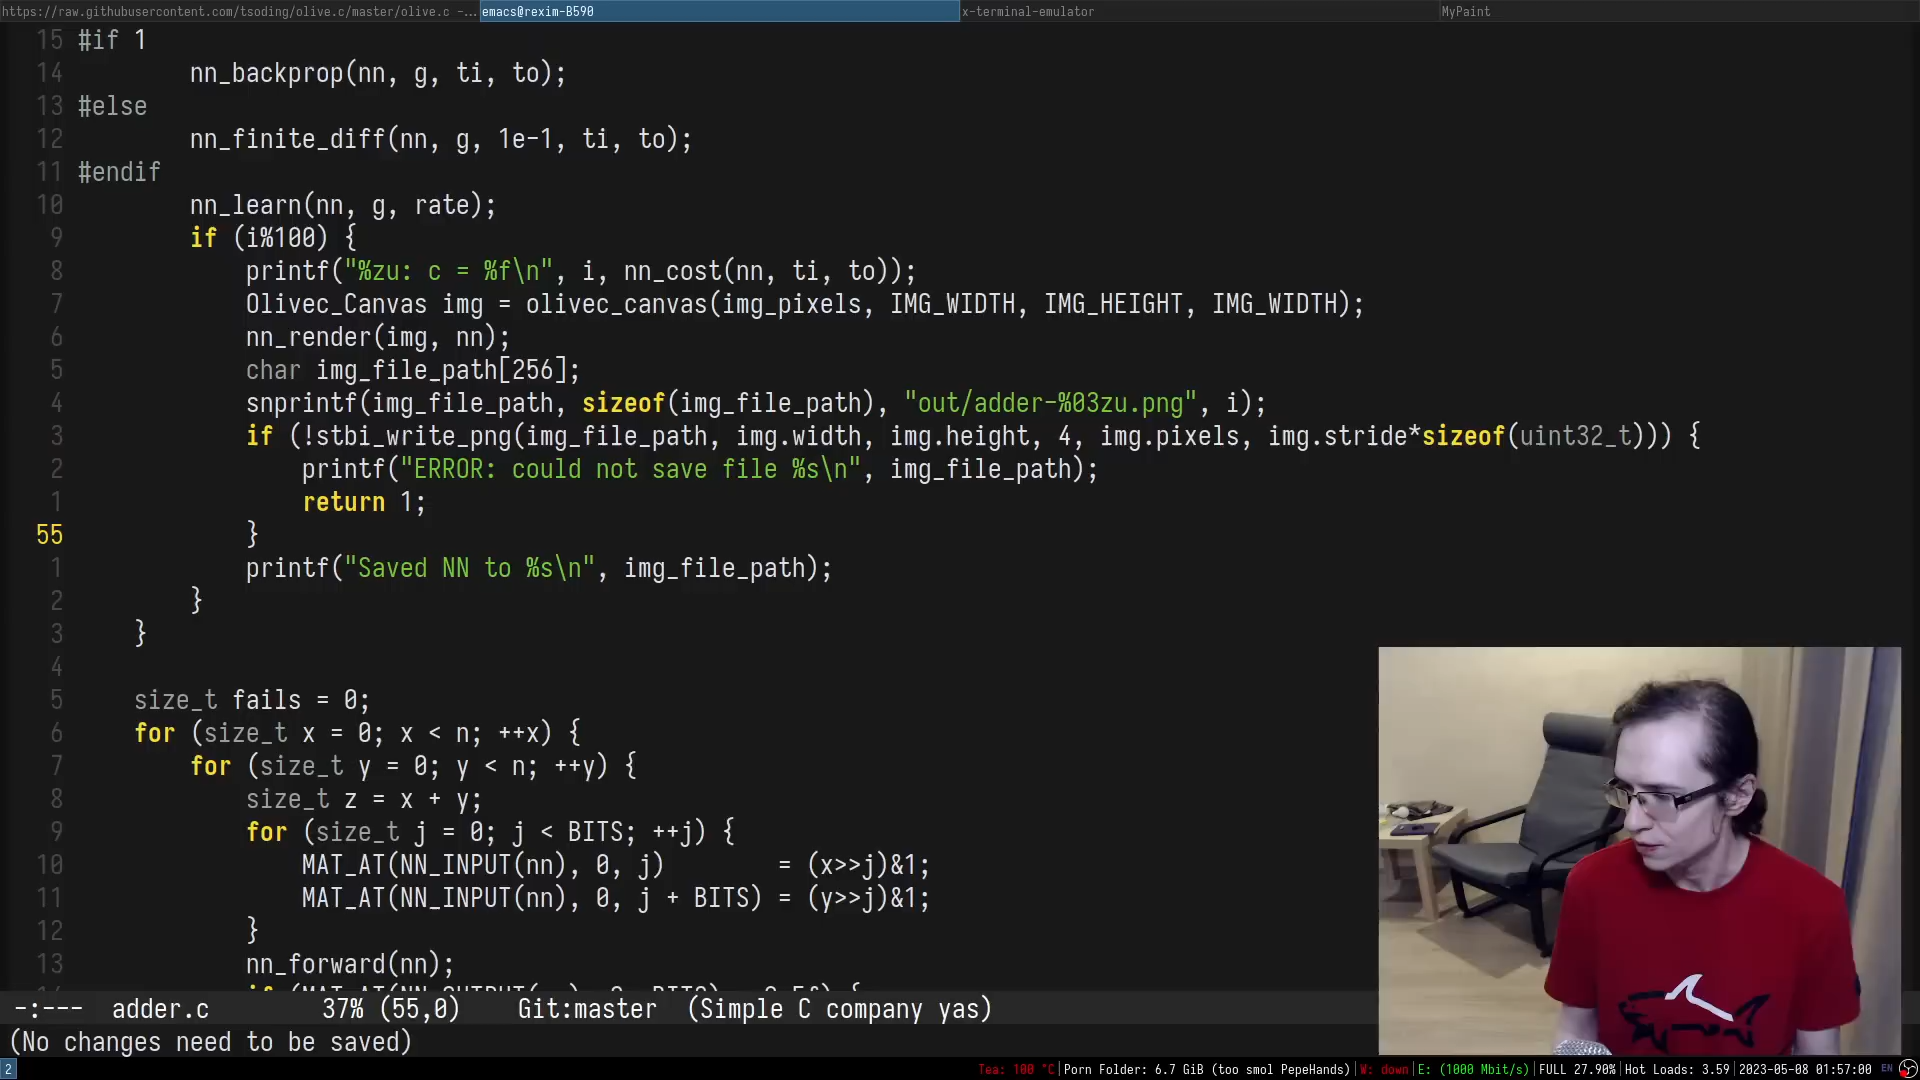 https://raw.githubusercontent.com/tsoding/olive.c/master/olive.c -... emacs@rexim-B590 x-terminal-emulator MyPaint
15 #if 1
14 nn_backprop(nn, g, ti, to);
13 #else
12 nn_finite_diff(nn, g, 1e-1, ti, to);
11 #endif
10 nn_learn(nn, g, rate);
9 if (i%100) {
8 printf("%zu: c = %f\n", i, nn_cost(nn, ti, to));
7 Olivec_Canvas img = olivec_canvas(img_pixels, IMG_WIDTH, IMG_HEIGHT, IMG_WIDTH);
6 nn_render(img, nn);
5 char img_file_path[256];
4 snprintf(img_file_path, sizeof(img_file_path), "out/adder-%03zu.png", i);
3 if (!stbi_write_png(img_file_path, img.width, img.height, 4, img.pixels, img.stride*sizeof(uint32_t))) {
2 printf("ERROR: could not save file %s\n", img_file_path);
1 return 1;
55 }
1 printf("Saved NN to %s\n", img_file_path);
2 }
3 }
4
5 size_t fails = 0;
6 for (size_t x = 0; x < n; ++x) {
7 for (size_t y = 0; y < n; ++y) {
8 size_t z = x + y;
9 for (size_t j = 0; j < BITS; ++j) {
10 MAT_AT(NN_INPUT(nn), 0, j) = (x>>j)&1;
11 MAT_AT(NN_INPUT(nn), 0, j + BITS) = (y>>j)&1;
12 }
13 nn_forward(nn);
-:--- adder.c 37% (55,0) Git:master (Simple C company yas)
(No changes need to be saved)
2 Tea: 100 °C|Porn Folder: 6.7 GiB (too smol PepeHands)|W: down|E: (1000 Mbit/s)|FULL 27.90%|Hot Loads: 3.59|2023-05-08 01:57:00 EN